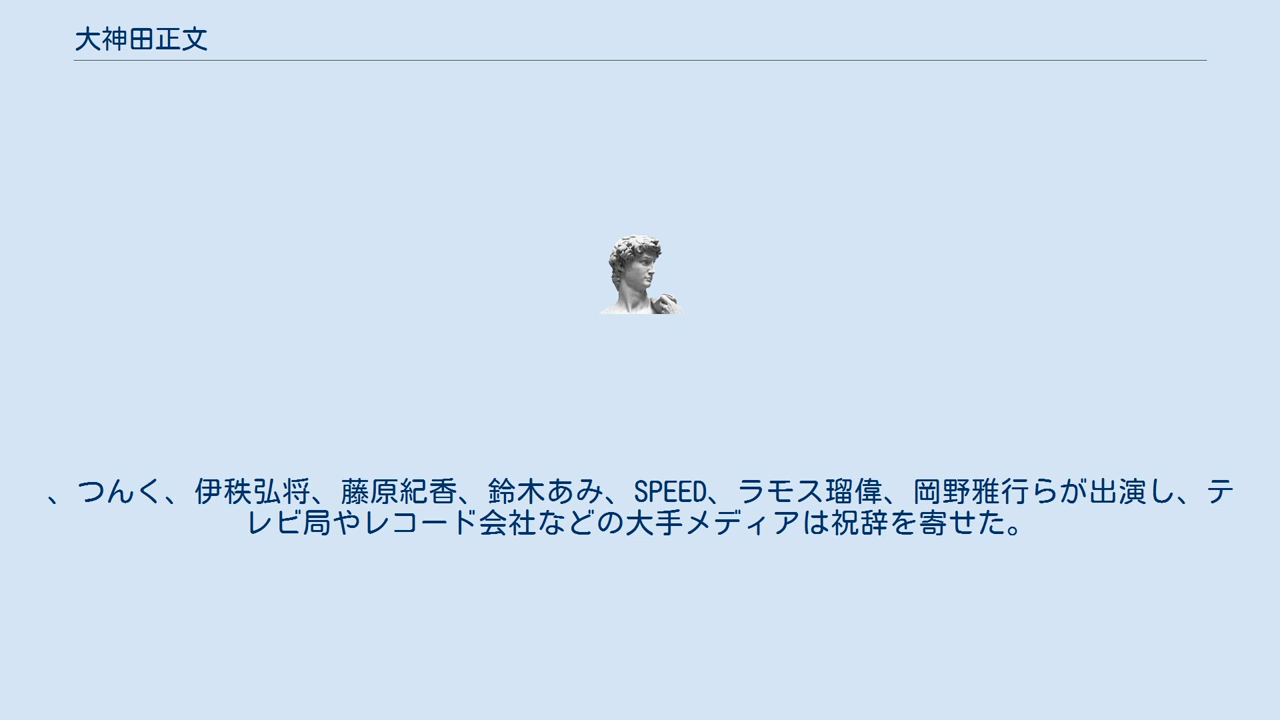 大神田正文
、つんく、伊秩弘将、藤原紀香、鈴木あみ、SPEED、ラモス瑠偉、岡野雅行らが出演し、テ
レビ局やレコード会社などの大手メディアは祝辞を寄せた。